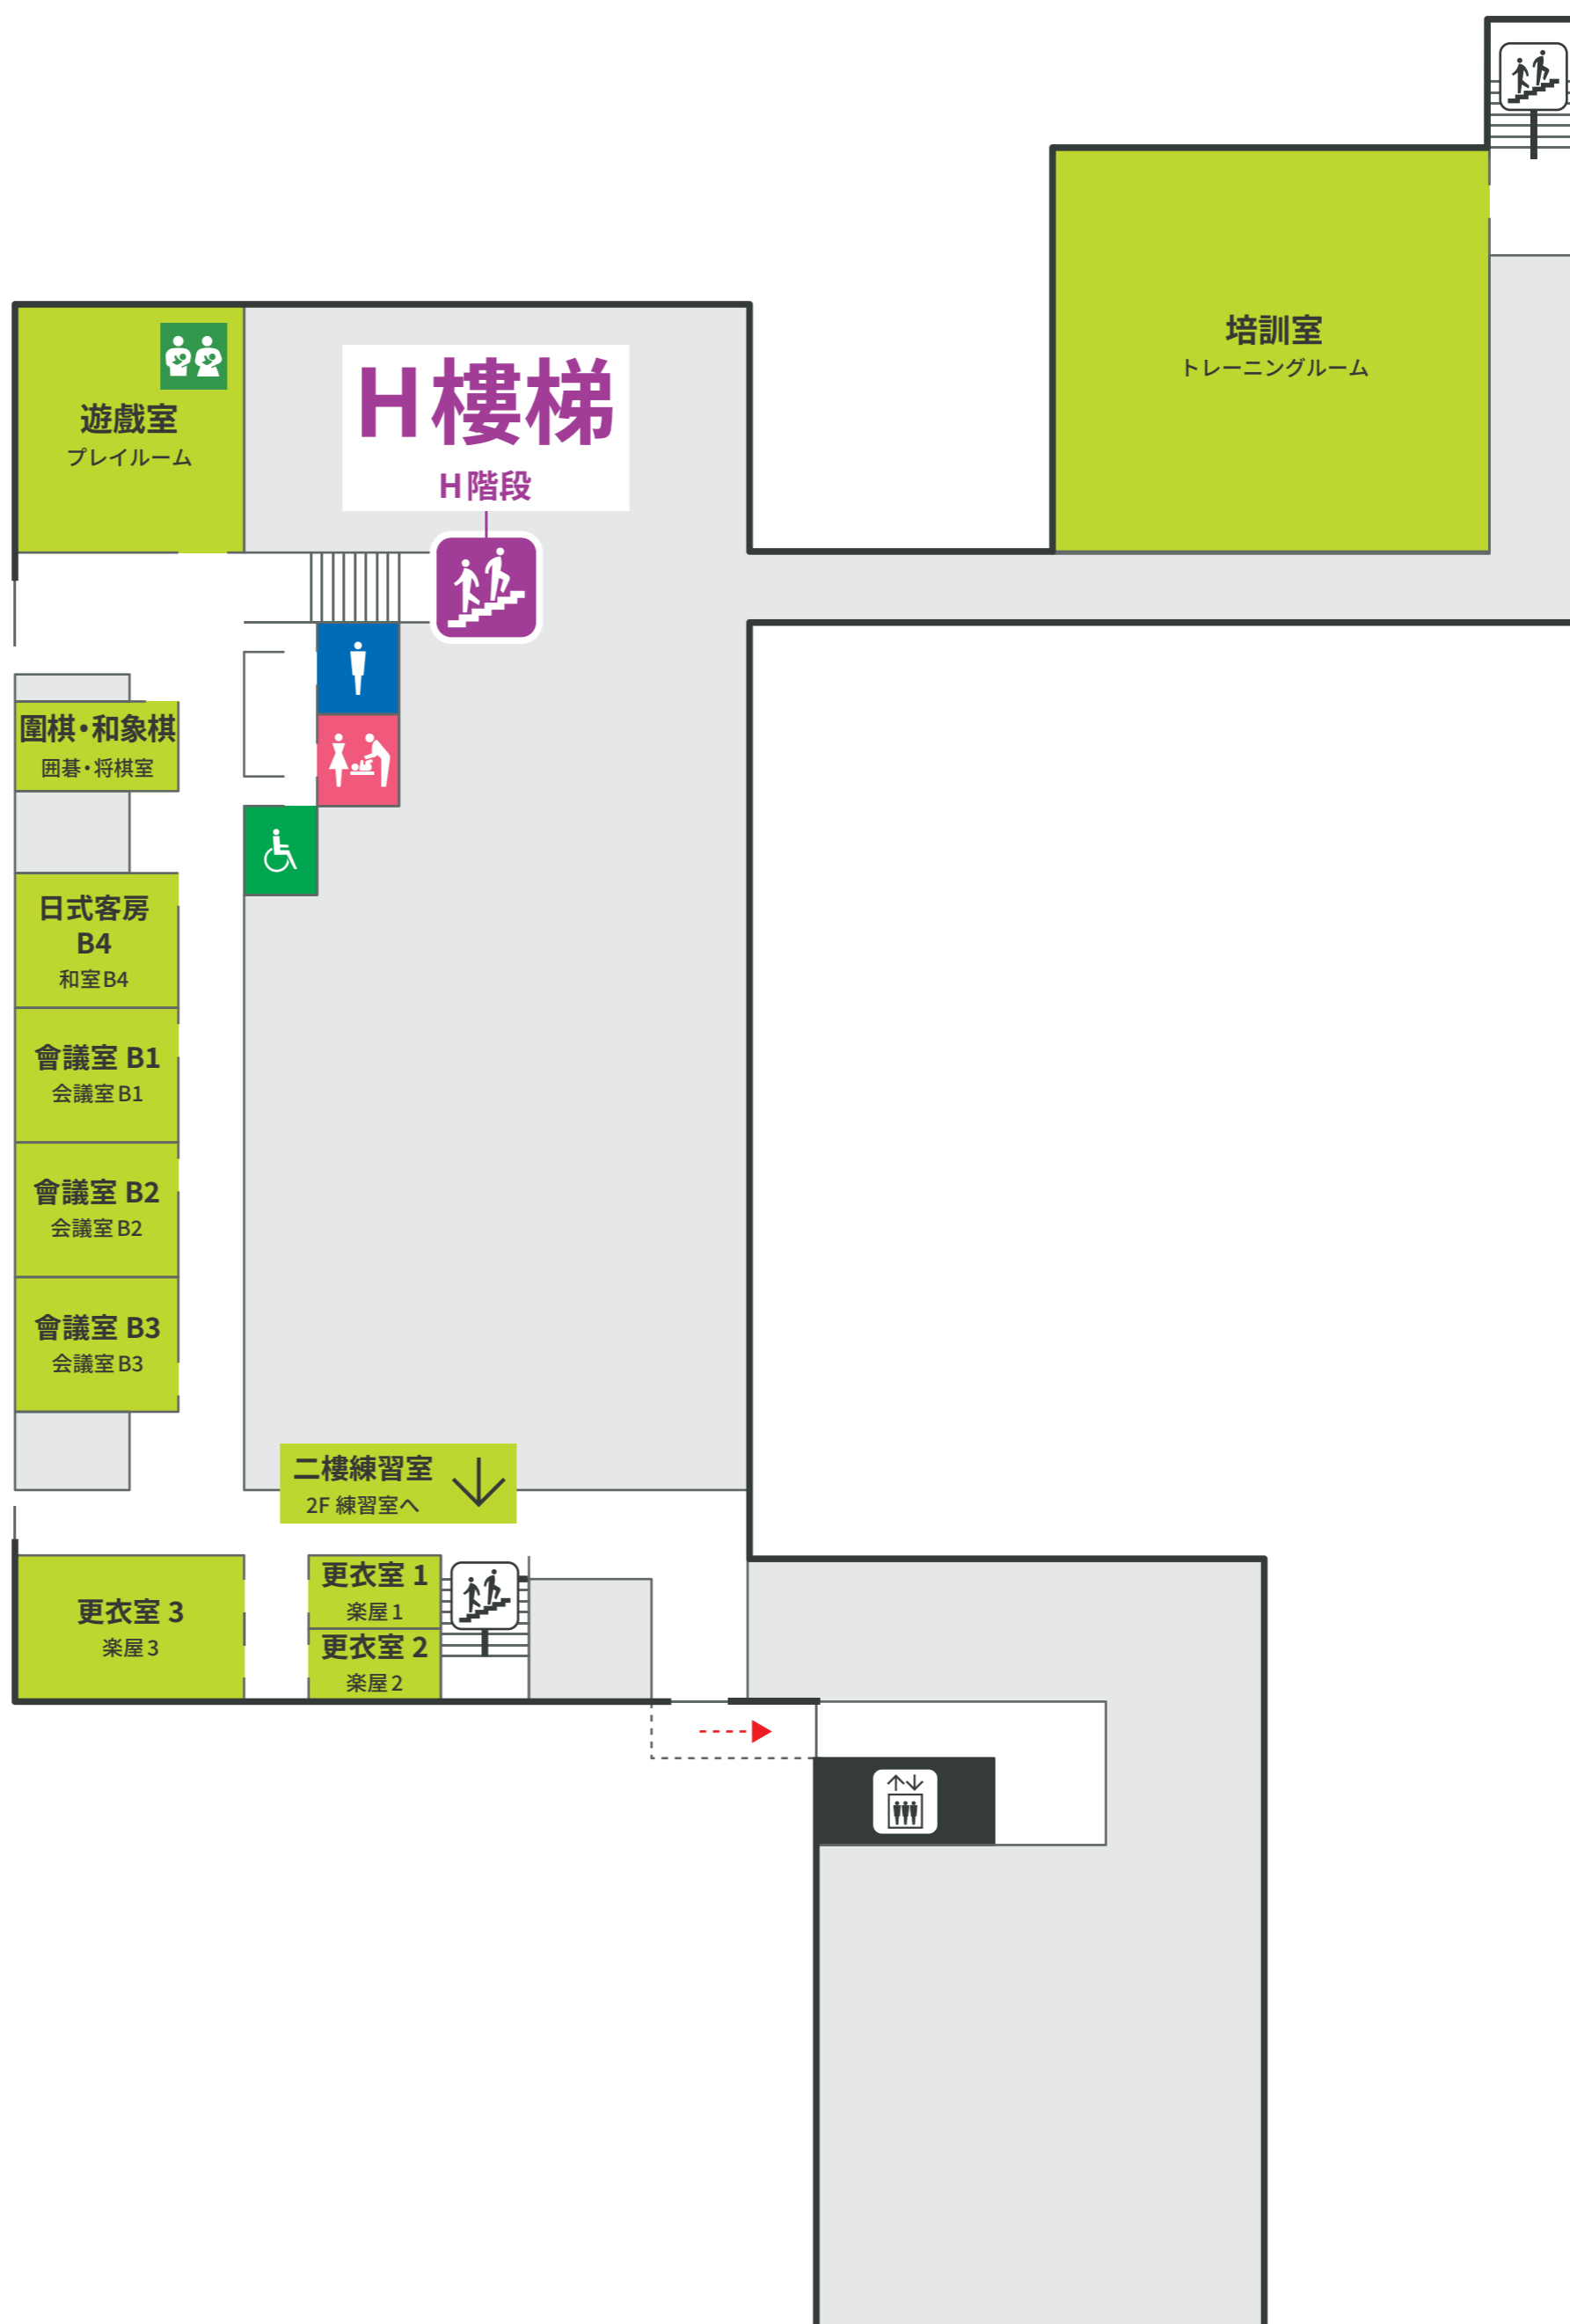 培訓室
トレーニングルーム
遊戲室
プレイルーム
H樓梯
H階段
圍棋・和象棋
囲碁・将棋室
日式客房
B4
和室B4
會議室 B1
会議室B1
會議室 B2
会議室B2
會議室 B3
会議室B3
二樓練習室
2F 練習室へ
更衣室 1
楽屋1
更衣室 3
楽屋3
更衣室 2
楽屋2